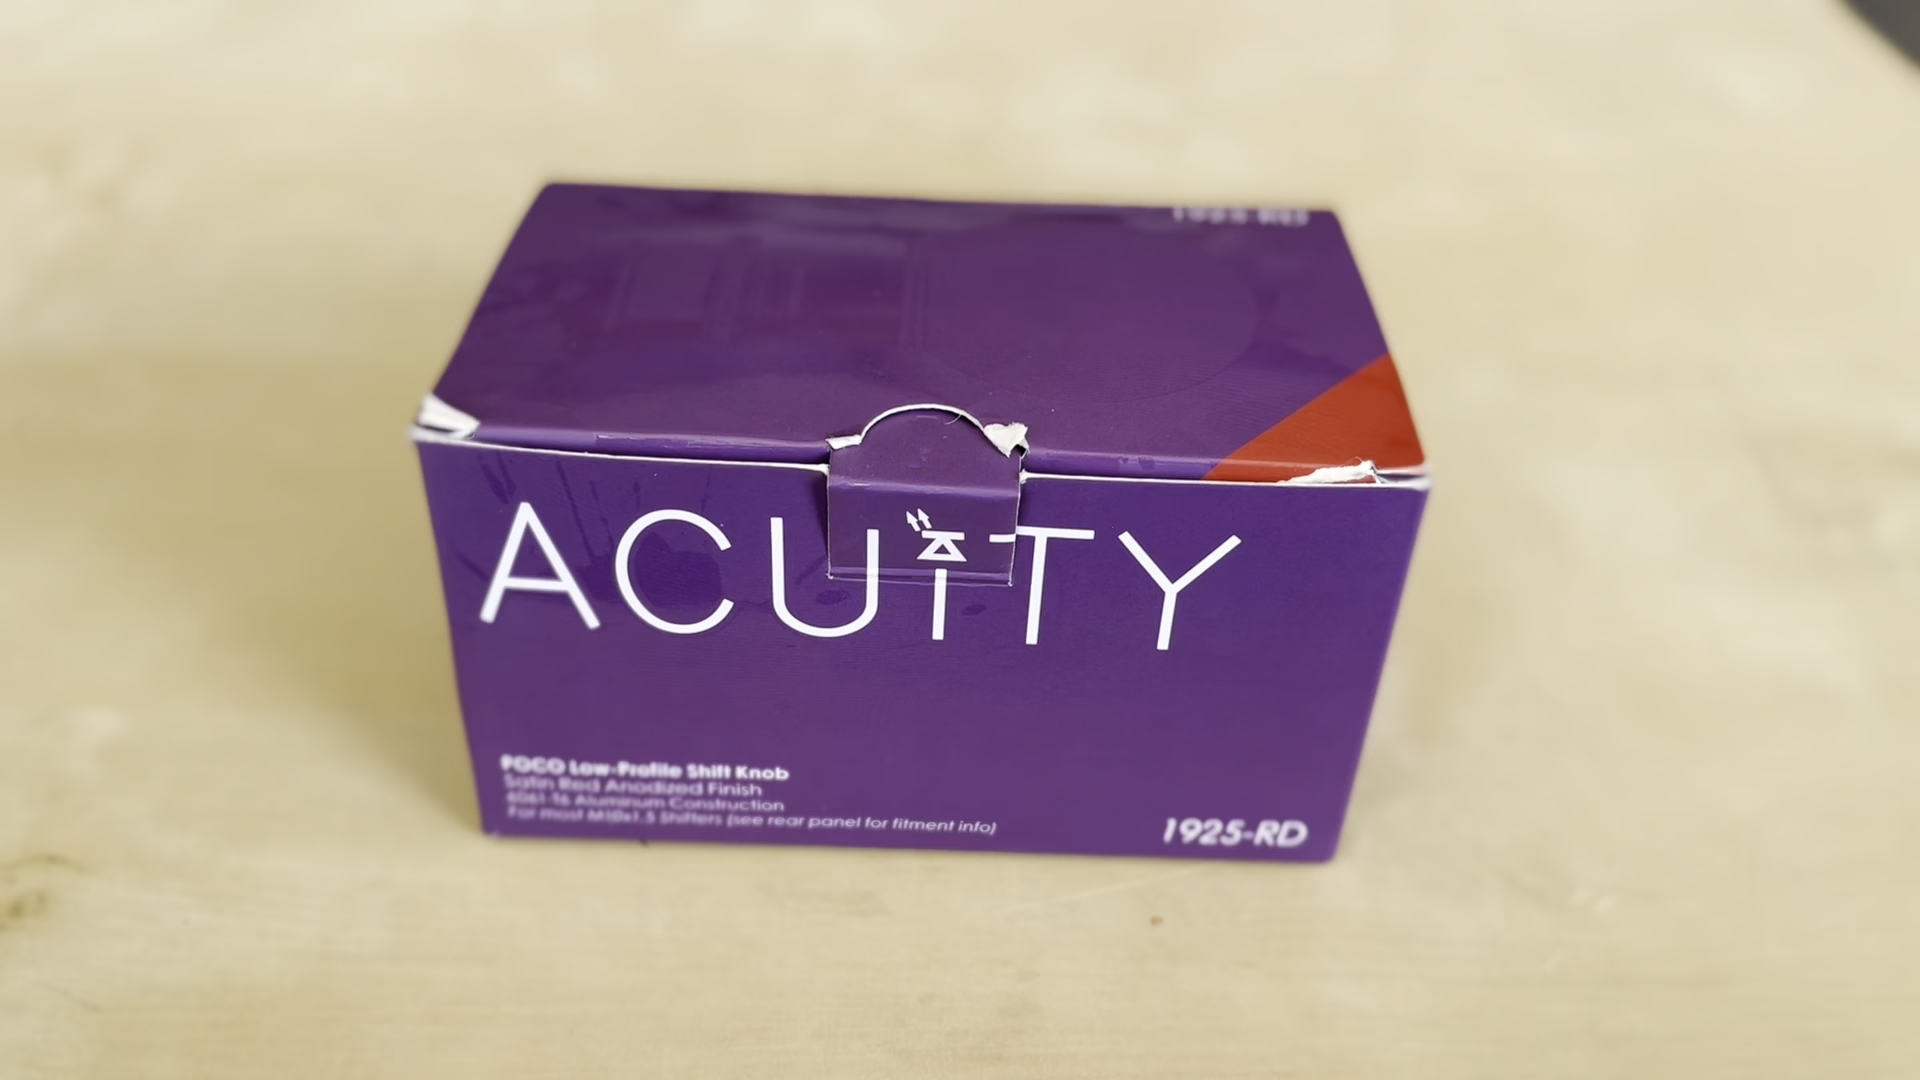 1925-RD
ACUITY
POCO Low-Profile Shift Knob
Satin Red Anodized Finish
6061-T6 Aluminum Construction
For most M10x1.5 Shifters (see rear panel for fitment info)
1925-RD